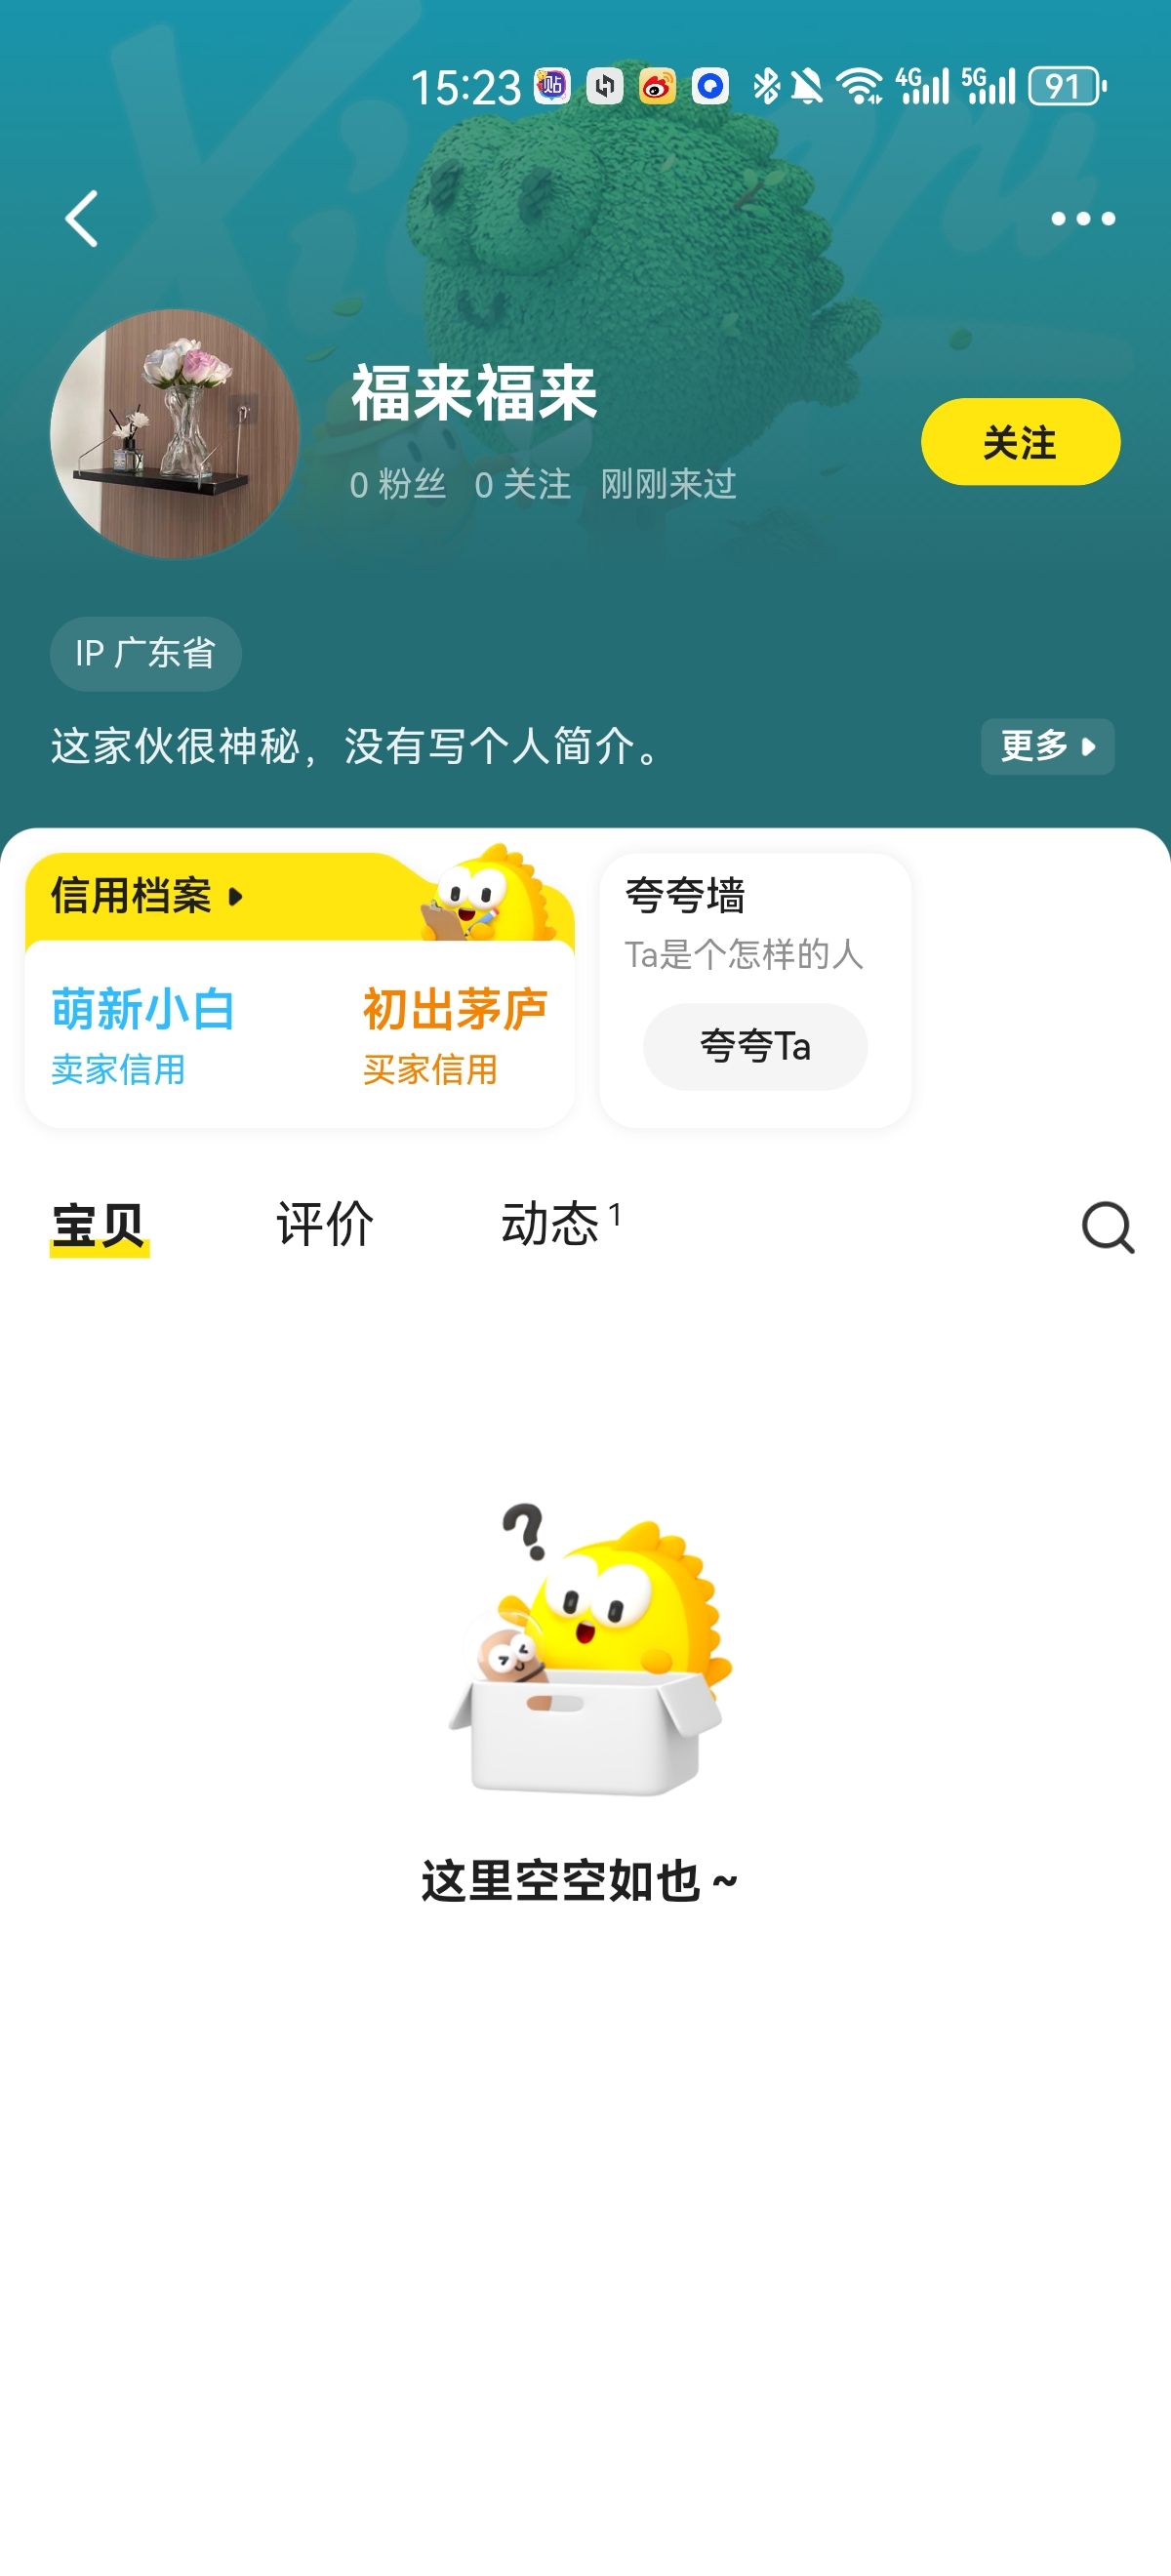 15:23 贴 4G 5G 91
福来福来
0 粉丝 0 关注 刚刚来过
关注
IP 广东省
这家伙很神秘，没有写个人简介。
更多
信用档案
萌新小白 初出茅庐
卖家信用 买家信用
夸夸墙
Ta是个怎样的人
夸夸Ta
宝贝 评价 动态 1
这里空空如也 ~